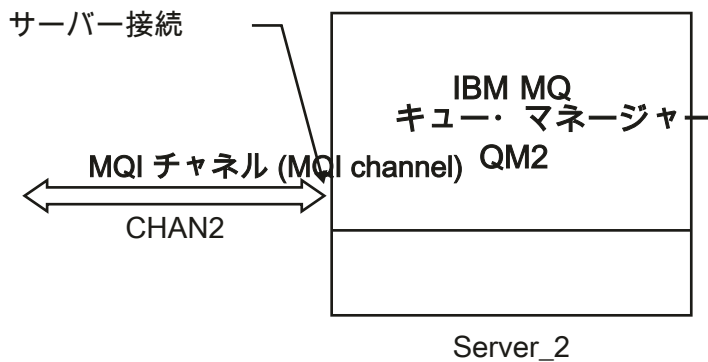 サーバー接続
IBM MQ
キュー・マネージャー
QM2
MQI チャネル (MQI channel)
CHAN2
Server_2